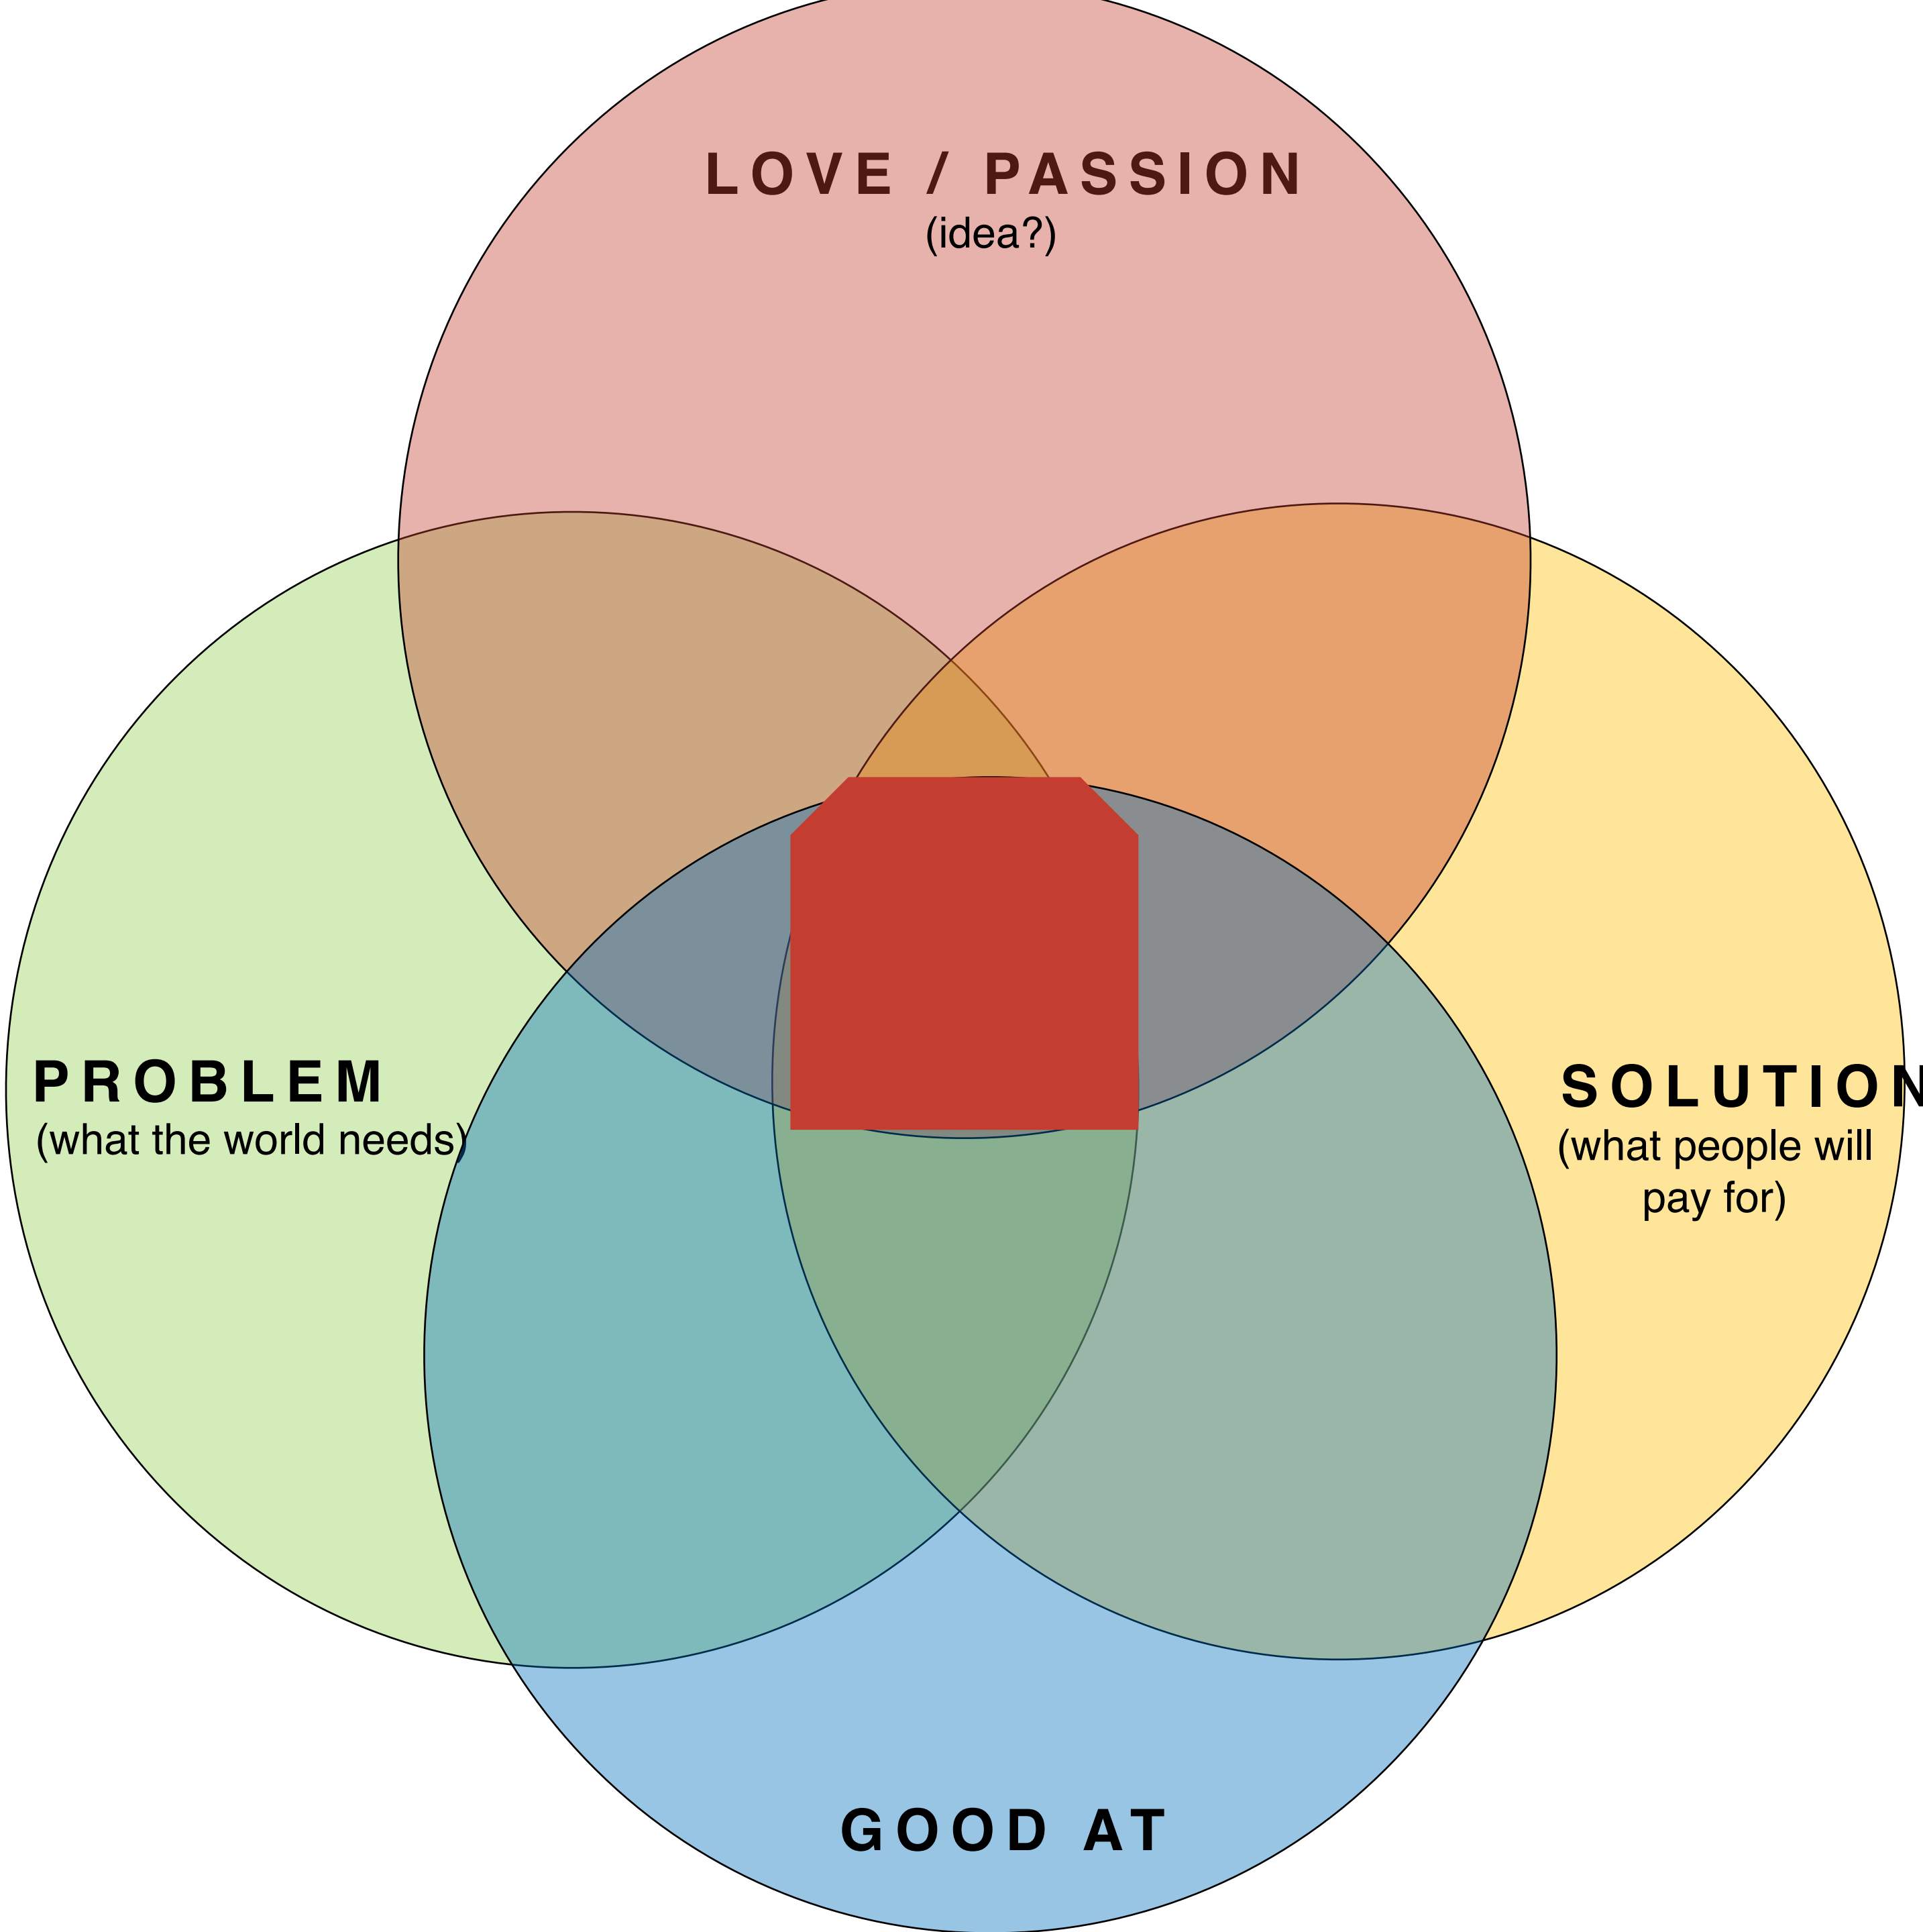 LOVE / PASSION
(idea?)
PROBLEM
(what the world needs)
SOLUTION
(what people will
pay for)
GOOD AT